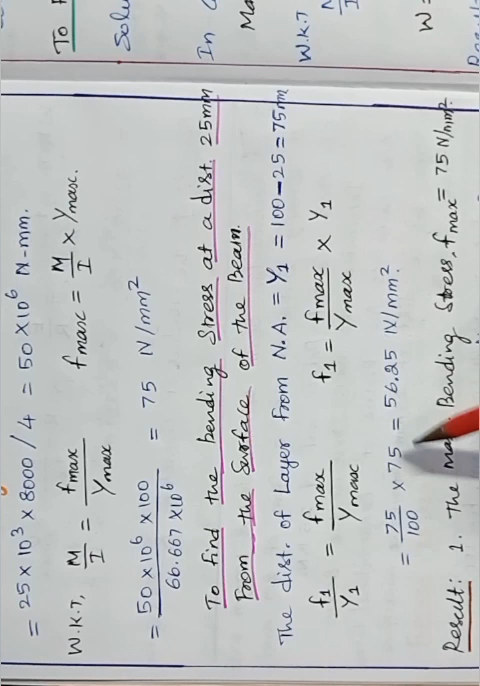 To F
Solu
In C
Ma
W.K.T
M/I
W =
= 25 × 10³ × 8000 / 4 = 50 × 10⁶ N-mm.
W.K.T, M/I = fmax/Ymax fmax = M/I × Ymax.
= 50 × 10⁶ × 100 / 66.667 × 10⁶ = 75 N/mm²
To find the bending Stress at a dist. 25mm
From the Surface of the Beam.
The dist. of Layer from N.A. = Y₁ = 100 - 25 = 75mm
f₁/Y₁ = fmax/Ymax f₁ = fmax/Ymax × Y₁
= 75/100 × 75 = 56.25 N/mm².
Result: 1. The Max Bending Stress, fmax = 75 N/mm²